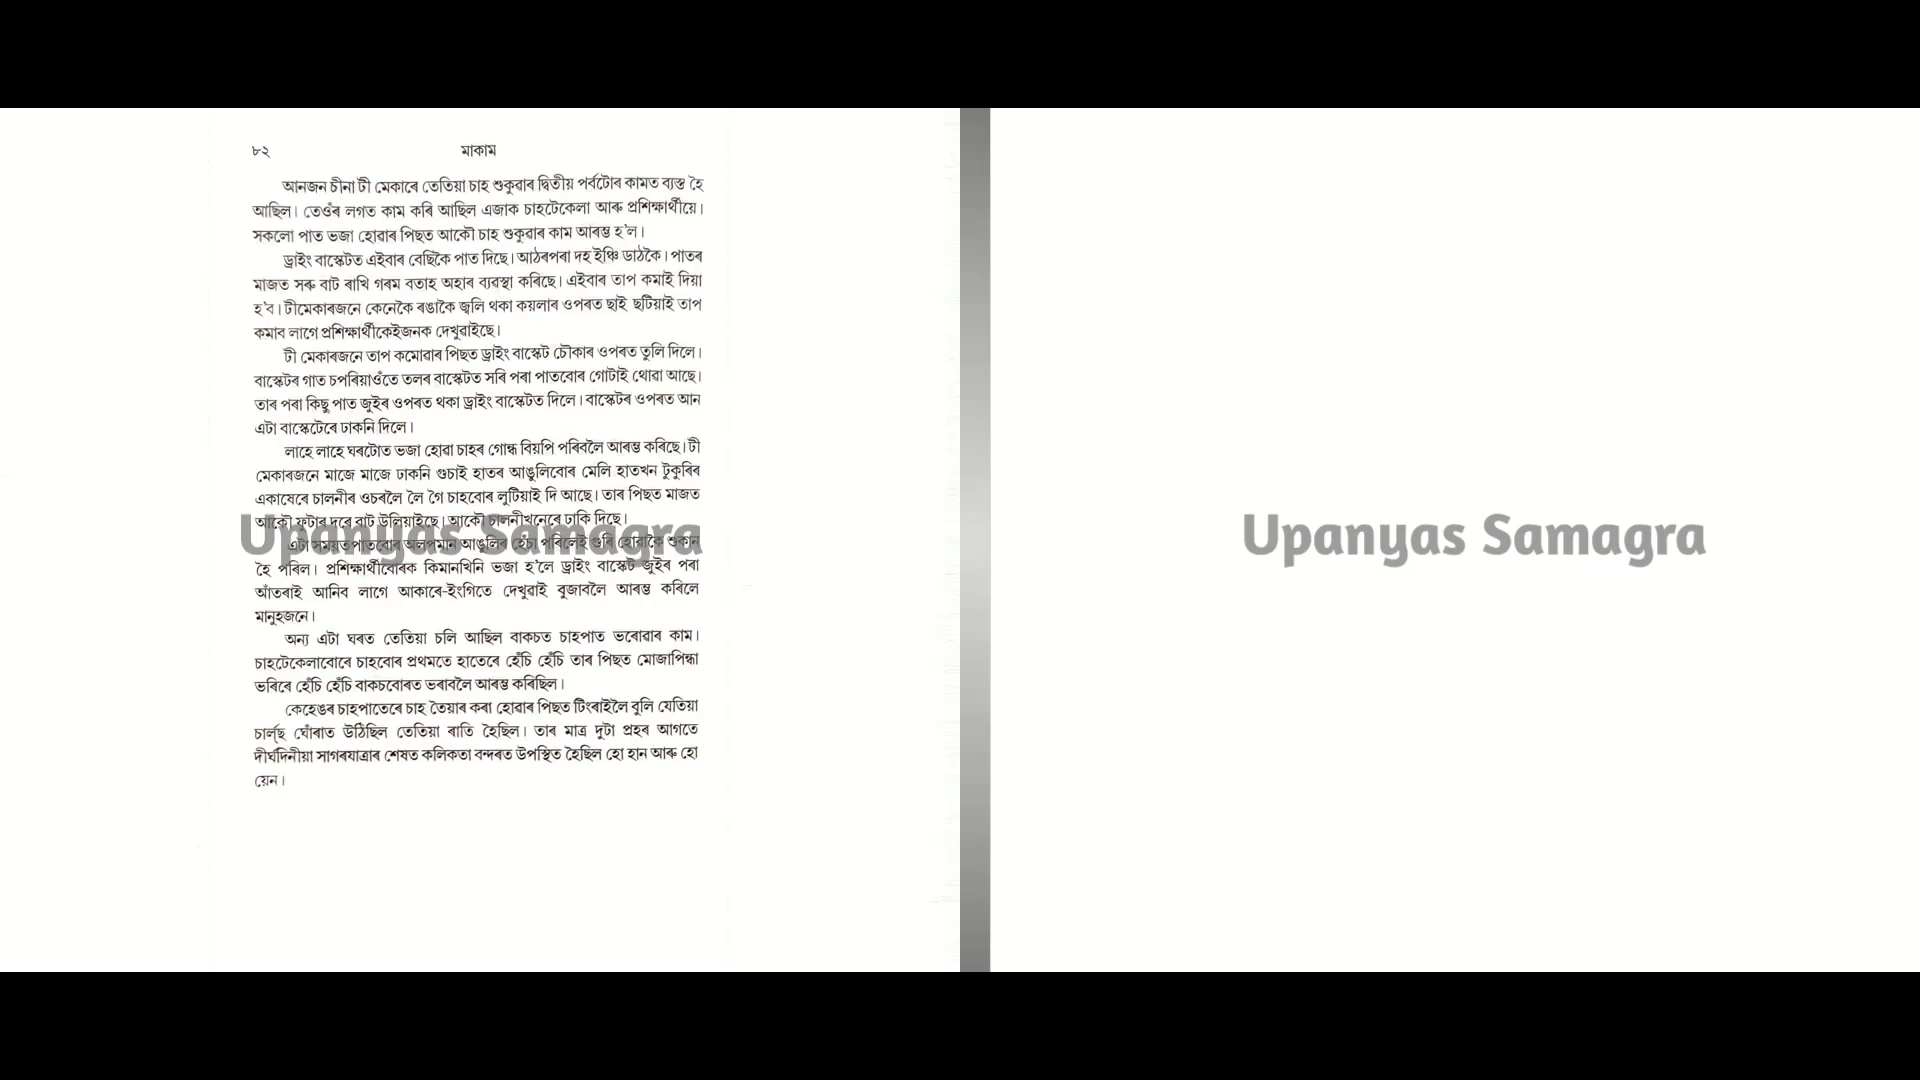 ৮২
মাকাম
আনজন চীনা টী মেকাৰে তেতিয়া চাহ শুকুৱাৰ দ্বিতীয় পৰ্বটোৰ কামত ব্যস্ত হৈ
আছিল। তেওঁৰ লগত কাম কৰি আছিল এজাক চাহটেকেলা আৰু প্ৰশিক্ষাৰ্থীয়ে।
সকলো পাত ভজা হোৱাৰ পিছত আকৌ চাহ শুকুৱাৰ কাম আৰম্ভ হ'ল।
ড্ৰাইং বাস্কেটত এইবাৰ বেছিকৈ পাত দিছে। আঠৰপৰা দহ ইঞ্চি ডাঠকৈ। পাতৰ
মাজত সৰু বাট ৰাখি গৰম বতাহ অহাৰ ব্যৱস্থা কৰিছে। এইবাৰ তাপ কমাই দিয়া
হ'ব। টীমেকাৰজনে কেনেকৈ ৰঙাকৈ জ্বলি থকা কয়লাৰ ওপৰত ছাই ছটিয়াই তাপ
কমাব লাগে প্ৰশিক্ষাৰ্থীকেইজনক দেখুৱাইছে।
টী মেকাৰজনে তাপ কমোৱাৰ পিছত ড্ৰাইং বাস্কেট চৌকাৰ ওপৰত তুলি দিলে।
বাস্কেটৰ গাত চপৰিয়াওঁতে তলৰ বাস্কেটত সৰি পৰা পাতবোৰ গোটাই থোৱা আছে।
তাৰ পৰা কিছু পাত জুইৰ ওপৰত থকা ড্ৰাইং বাস্কেটত দিলে। বাস্কেটৰ ওপৰত আন
এটা বাস্কেটেৰে ঢাকনি দিলে।
লাহে লাহে ঘৰটোত ভজা হোৱা চাহৰ গোন্ধ বিয়পি পৰিবলৈ আৰম্ভ কৰিছে। টী
মেকাৰজনে মাজে মাজে ঢাকনি গুচাই হাতৰ আঙুলিবোৰ মেলি হাতখন টুকুৰিৰ
একাষেৰে চালনীৰ ওচৰলৈ লৈ গৈ চাহবোৰ লুটিয়াই দি আছে। তাৰ পিছত মাজত
আকৌ ফুটাৰ দৰে বাট উলিয়াইছে। আকৌ চালনীখনেৰে ঢাকি দিছে।
এটা সময়ত পাতবোৰ অলপমান আঙুলিৰ হেঁচা পৰিলেই গুৰি হোৱাকৈ শুকান
হৈ পৰিল। প্ৰশিক্ষাৰ্থীবোৰক কিমানখিনি ভজা হ'লে ড্ৰাইং বাস্কেট জুইৰ পৰা
আঁতৰাই আনিব লাগে আকাৰে-ইংগিতে দেখুৱাই বুজাবলৈ আৰম্ভ কৰিলে
মানুহজনে।
অন্য এটা ঘৰত তেতিয়া চলি আছিল বাকচত চাহপাত ভৰোৱাৰ কাম।
চাহটেকেলাবোৰে চাহবোৰ প্ৰথমতে হাতেৰে হেঁচি হেঁচি তাৰ পিছত মোজাপিন্ধা
ভৰিৰে হেঁচি হেঁচি বাকচবোৰত ভৰাবলৈ আৰম্ভ কৰিছিল।
কেহেঙৰ চাহপাতেৰে চাহ তৈয়াৰ কৰা হোৱাৰ পিছত টিংৰাইলৈ বুলি যেতিয়া
চাৰ্ল্ছ ঘোঁৰাত উঠিছিল তেতিয়া ৰাতি হৈছিল। তাৰ মাত্ৰ দুটা প্ৰহৰ আগতে
দীৰ্ঘদিনীয়া সাগৰযাত্ৰাৰ শেষত কলিকতা বন্দৰত উপস্থিত হৈছিল হো হান আৰু হো
য়েন।
Upanyas Samagra
Upanyas Samagra